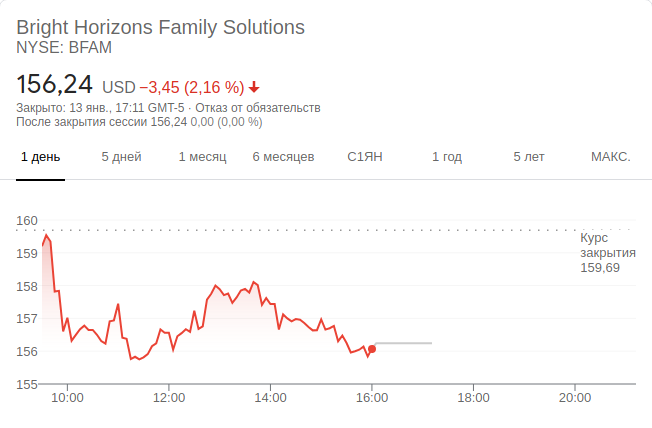 Bright Horizons Family Solutions
NYSE: BFAM
156,24 USD −3,45 (2,16 %)
Закрыто: 13 янв., 17:11 GMT-5 · Отказ от обязательств
После закрытия сессии 156,24 0,00 (0,00 %)
1 день 5 дней 1 месяц 6 месяцев С1ЯН 1 год 5 лет МАКС.
160
159
158
157
156
155
Курс
закрытия
159,69
10:00 12:00 14:00 16:00 18:00 20:00